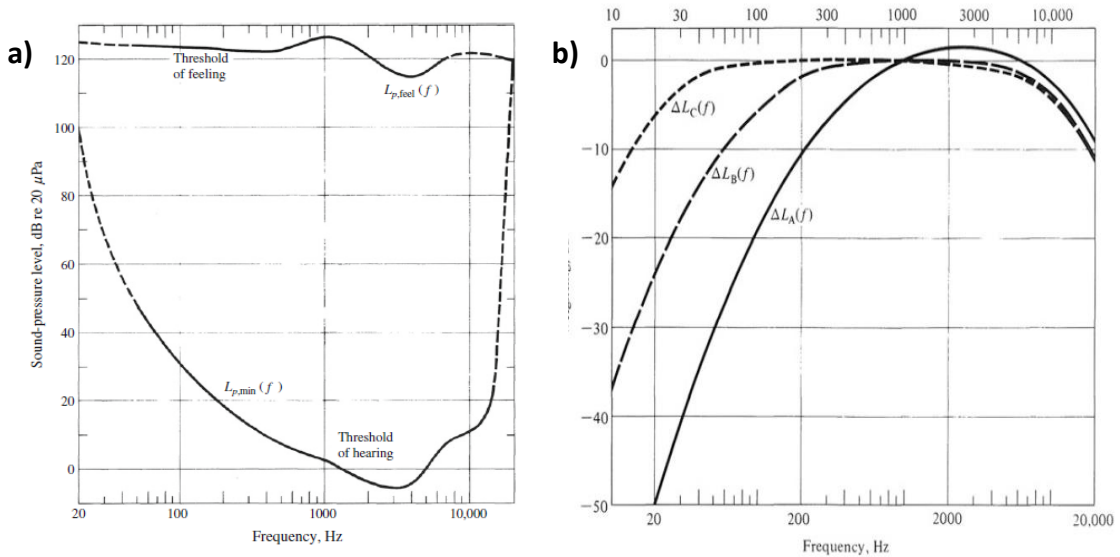 a)
120
100
80
60
40
20
0
Sound-pressure level, dB re 20 μPa
Threshold
of feeling
L_{p,feel} (f)
L_{p,min} (f)
Threshold
of hearing
20 100 1000 10,000
Frequency, Hz
b)
10 30 100 300 1000 3000 10,000
0
−10
−20
−30
−40
−50
ΔL_C(f)
ΔL_B(f)
ΔL_A(f)
20 200 2000 20,000
Frequency, Hz